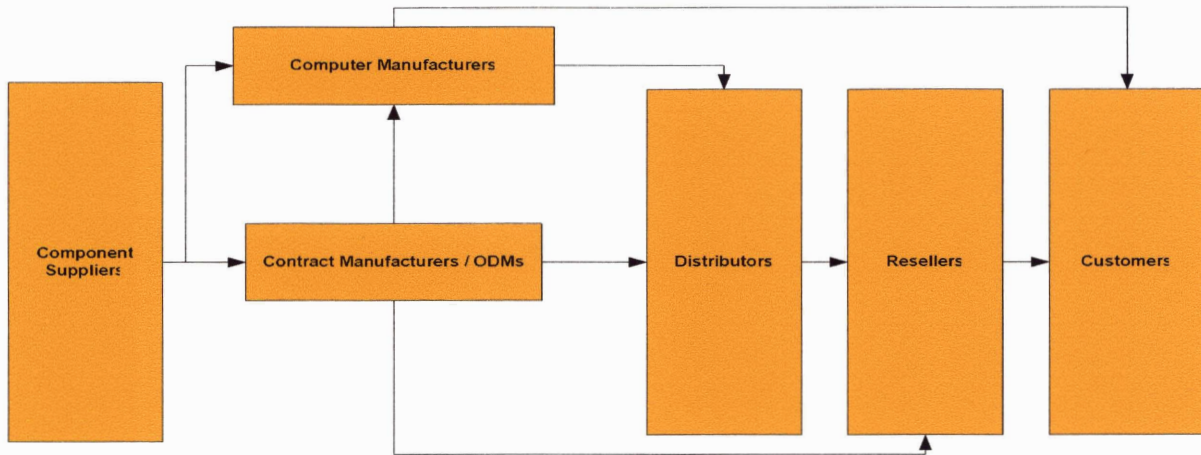 Computer Manufacturers
Component
Suppliers
Contract Manufacturers / ODMs
Distributors
Resellers
Customers